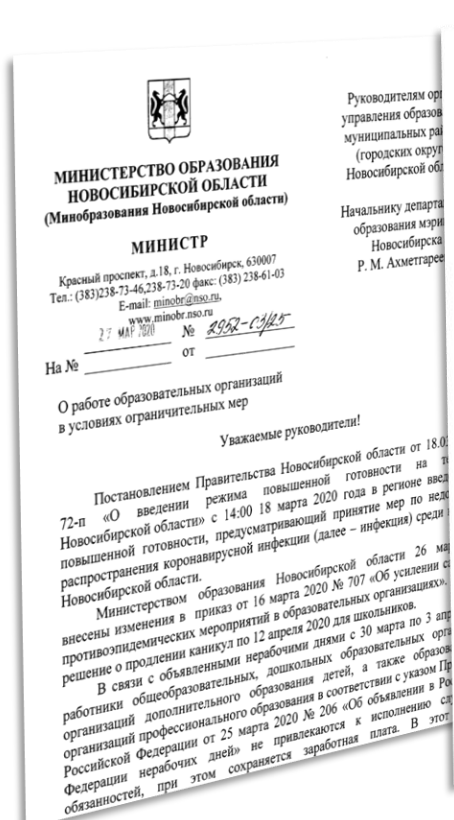 МИНИСТЕРСТВО ОБРАЗОВАНИЯ
НОВОСИБИРСКОЙ ОБЛАСТИ
(Минобразования Новосибирской области)
МИНИСТР
Красный проспект, д.18, г. Новосибирск, 630007
Тел.: (383)238-73-46,238-73-20 факс: (383) 238-61-03
E-mail: minobr@nso.ru,
www.minobr.nso.ru
27 МАР 2020 № 2952-03/25
На № от
Руководителям орг
управления образов
муниципальных рай
(городских округ
Новосибирской обл
Начальнику департа
образования мэри
Новосибирска
Р. М. Ахметгарее
О работе образовательных организаций
в условиях ограничительных мер
Уважаемые руководители!
Постановлением Правительства Новосибирской области от 18.03
72-п «О введении режима повышенной готовности на те
Новосибирской области» с 14:00 18 марта 2020 года в регионе введ
повышенной готовности, предусматривающий принятие мер по недо
распространения коронавирусной инфекции (далее – инфекция) среди
Новосибирской области.
Министерством образования Новосибирской области 26 мар
внесены изменения в приказ от 16 марта 2020 № 707 «Об усилении са
противоэпидемических мероприятий в образовательных организациях».
решение о продлении каникул по 12 апреля 2020 для школьников.
В связи с объявленными нерабочими днями с 30 марта по 3 апр
работники общеобразовательных, дошкольных образовательных орга
организаций дополнительного образования детей, а также образова
организаций профессионального образования в соответствии с указом Пр
Российской Федерации от 25 марта 2020 № 206 «Об объявлении в Рос
Федерации нерабочих дней» не привлекаются к исполнению сл
обязанностей, при этом сохраняется заработная плата. В этот